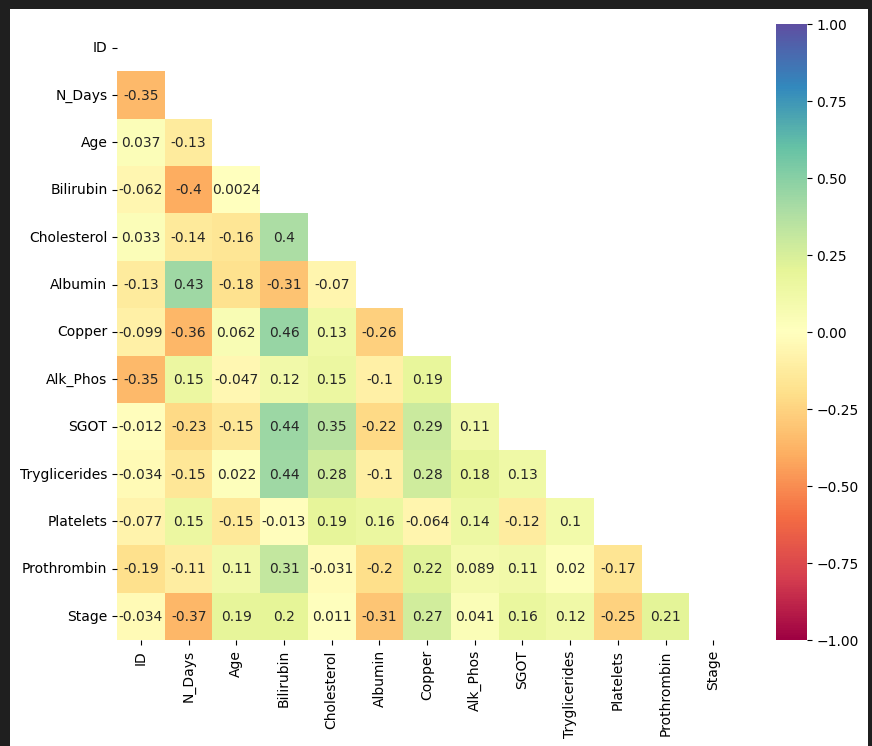 ID
N_Days -0.35
Age 0.037 -0.13
Bilirubin -0.062 -0.4 0.0024
Cholesterol 0.033 -0.14 -0.16 0.4
Albumin -0.13 0.43 -0.18 -0.31 -0.07
Copper -0.099 -0.36 0.062 0.46 0.13 -0.26
Alk_Phos -0.35 0.15 -0.047 0.12 0.15 -0.1 0.19
SGOT -0.012 -0.23 -0.15 0.44 0.35 -0.22 0.29 0.11
Tryglicerides -0.034 -0.15 0.022 0.44 0.28 -0.1 0.28 0.18 0.13
Platelets -0.077 0.15 -0.15 -0.013 0.19 0.16 -0.064 0.14 -0.12 0.1
Prothrombin -0.19 -0.11 0.11 0.31 -0.031 -0.2 0.22 0.089 0.11 0.02 -0.17
Stage -0.034 -0.37 0.19 0.2 0.011 -0.31 0.27 0.041 0.16 0.12 -0.25 0.21
ID N_Days Age Bilirubin Cholesterol Albumin Copper Alk_Phos SGOT Tryglicerides Platelets Prothrombin Stage
1.00
0.75
0.50
0.25
0.00
−0.25
−0.50
−0.75
−1.00